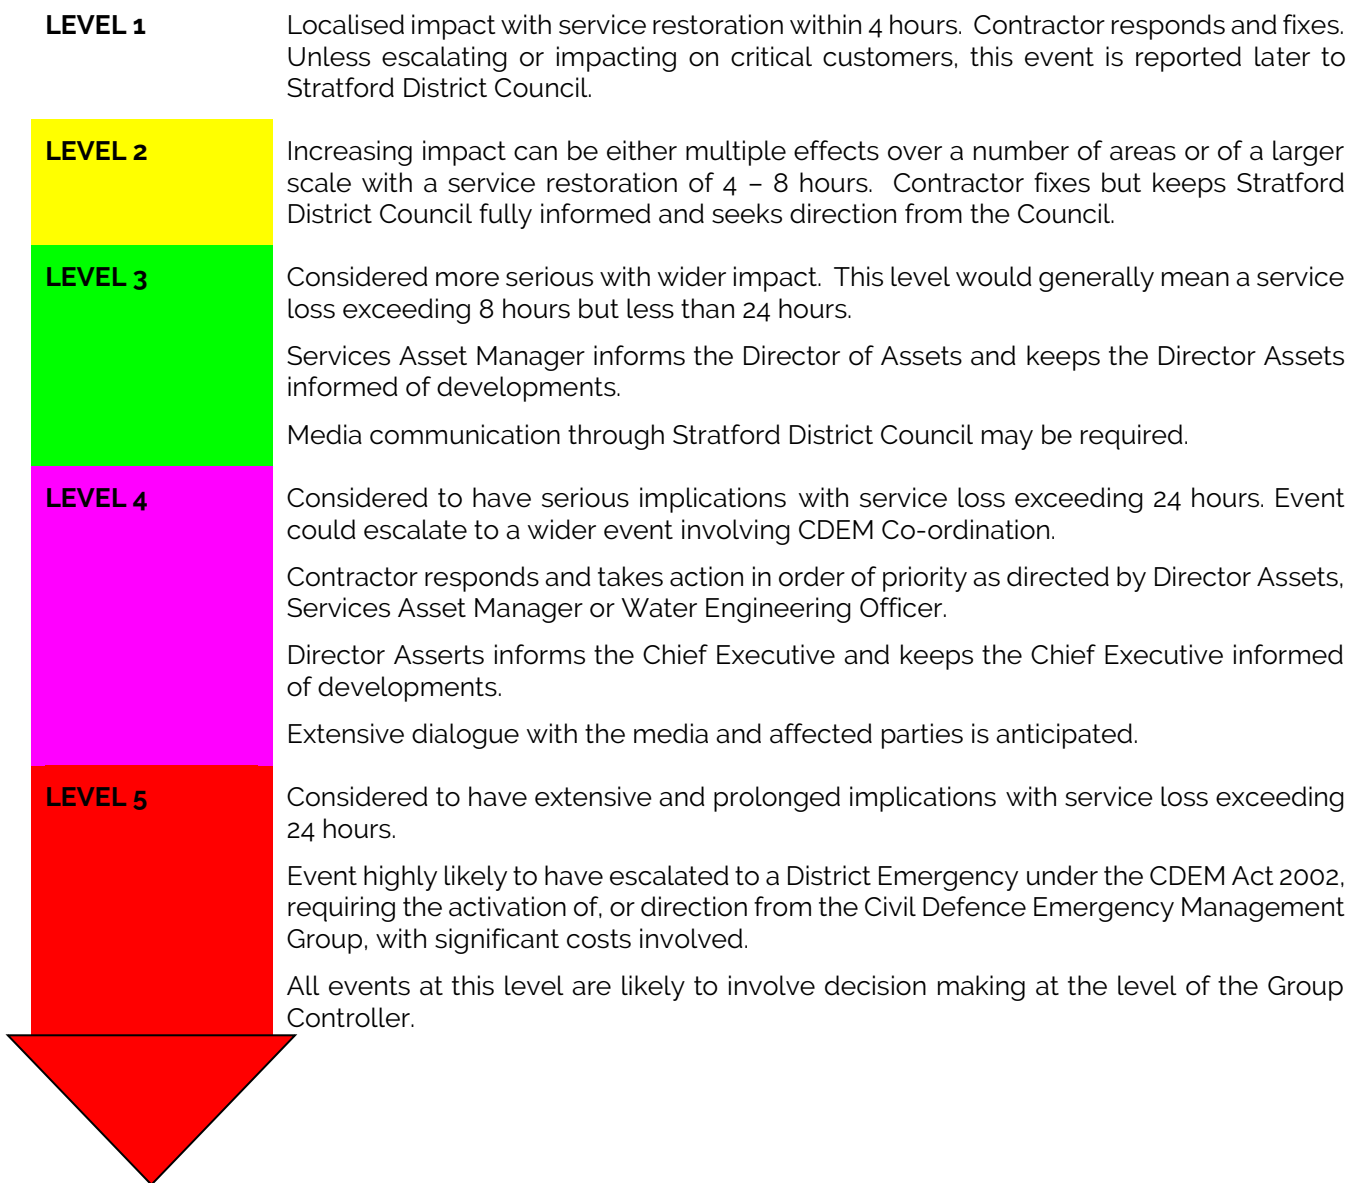 LEVEL 1
Localised impact with service restoration within 4 hours. Contractor responds and fixes.
Unless escalating or impacting on critical customers, this event is reported later to
Stratford District Council.
LEVEL 2
Increasing impact can be either multiple effects over a number of areas or of a larger
scale with a service restoration of 4 – 8 hours. Contractor fixes but keeps Stratford
District Council fully informed and seeks direction from the Council.
LEVEL 3
Considered more serious with wider impact. This level would generally mean a service
loss exceeding 8 hours but less than 24 hours.
Services Asset Manager informs the Director of Assets and keeps the Director Assets
informed of developments.
Media communication through Stratford District Council may be required.
LEVEL 4
Considered to have serious implications with service loss exceeding 24 hours. Event
could escalate to a wider event involving CDEM Co-ordination.
Contractor responds and takes action in order of priority as directed by Director Assets,
Services Asset Manager or Water Engineering Officer.
Director Asserts informs the Chief Executive and keeps the Chief Executive informed
of developments.
Extensive dialogue with the media and affected parties is anticipated.
LEVEL 5
Considered to have extensive and prolonged implications with service loss exceeding
24 hours.
Event highly likely to have escalated to a District Emergency under the CDEM Act 2002,
requiring the activation of, or direction from the Civil Defence Emergency Management
Group, with significant costs involved.
All events at this level are likely to involve decision making at the level of the Group
Controller.